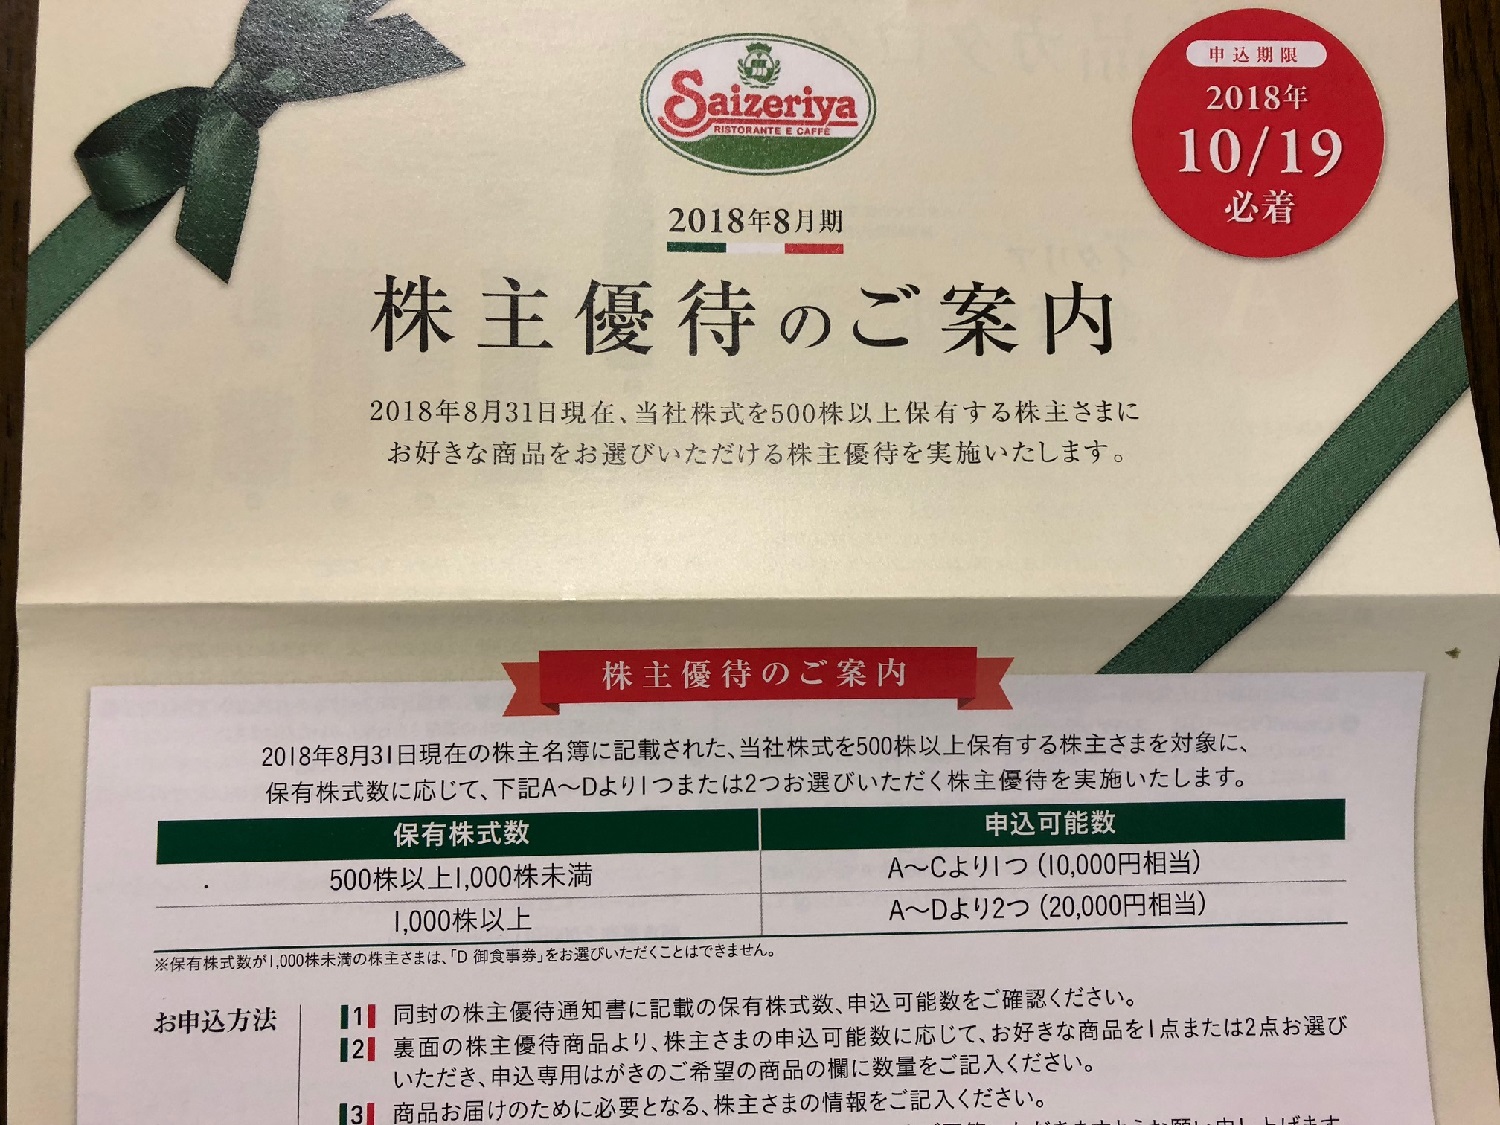 Saizeriya
RISTORANTE E CAFFÈ
申込期限
2018年
10/19
必着
2018年8月期
株主優待のご案内
2018年8月31日現在、当社株式を500株以上保有する株主さまに
お好きな商品をお選びいただける株主優待を実施いたします。
株主優待のご案内
2018年8月31日現在の株主名簿に記載された、当社株式を500株以上保有する株主さまを対象に、
保有株式数に応じて、下記A〜Dより1つまたは2つお選びいただく株主優待を実施いたします。
保有株式数 申込可能数
500株以上1,000株未満 A〜Cより1つ（10,000円相当）
1,000株以上 A〜Dより2つ（20,000円相当）
※保有株式数が1,000株未満の株主さまは、「D 御食事券」をお選びいただくことはできません。
お申込方法
1 同封の株主優待通知書に記載の保有株式数、申込可能数をご確認ください。
2 裏面の株主優待商品より、株主さまの申込可能数に応じて、お好きな商品を1点または2点お選び
いただき、申込専用はがきのご希望の商品の欄に数量をご記入ください。
3 商品お届けのために必要となる、株主さまの情報をご記入ください。